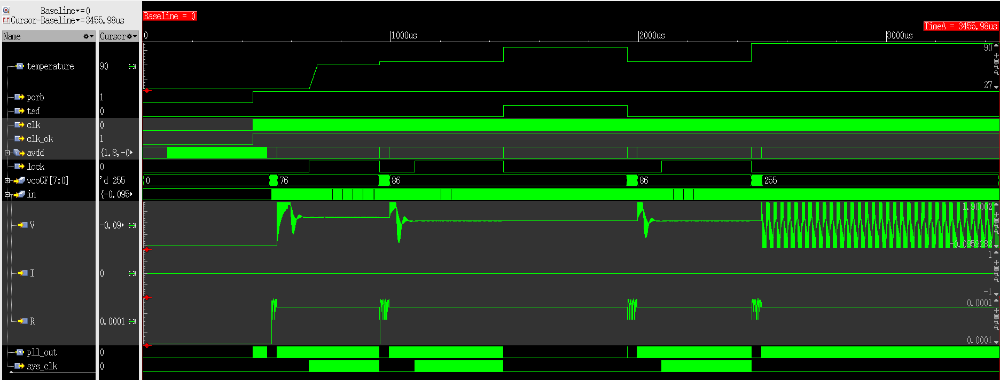 Baseline▾=0
Cursor-Baseline▾=3455.98us
Baseline = 0
TimeA = 3455.98us
Name
Cursor
0
1000us
2000us
3000us
temperature
90
90
27
porb
1
tsd
0
clk
0
clk_ok
1
avdd
{1.8,-0
lock
0
vcoCF[7:0]
'd 255
0
76
86
86
255
in
{-0.095
V
-0.09
I
0
1
-1
R
0.0001
0.0001
0.0001
pll_out
0
sys_clk
0